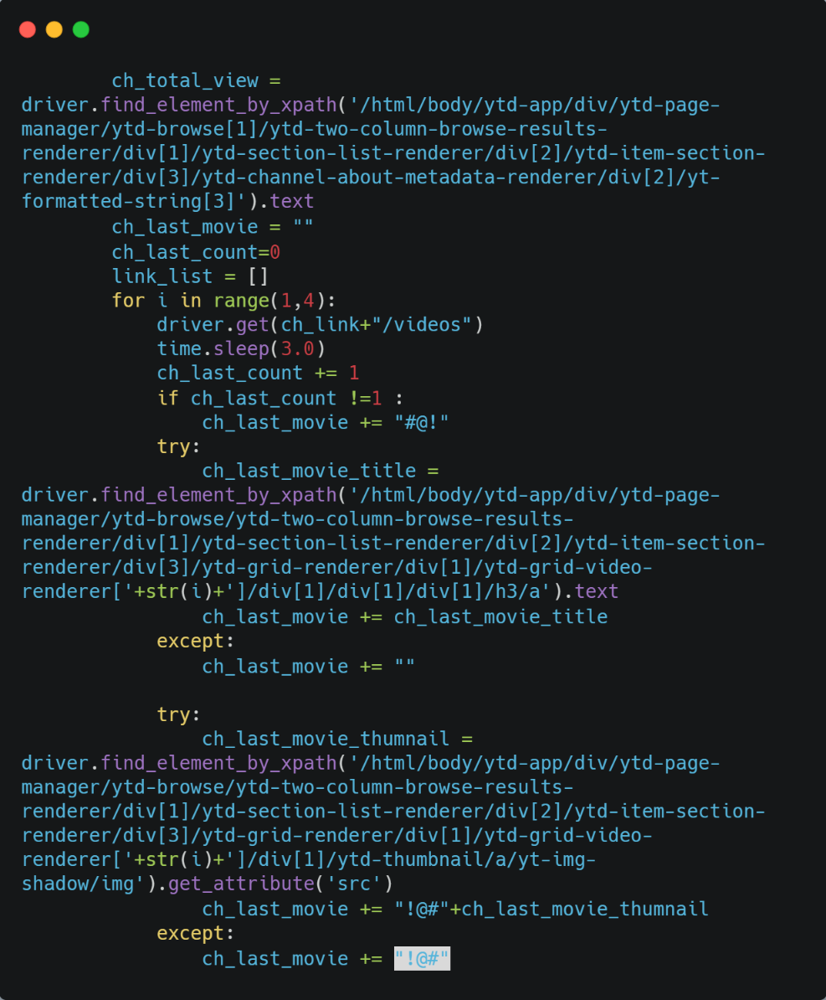 ch_total_view =
driver.find_element_by_xpath('/html/body/ytd-app/div/ytd-page-
manager/ytd-browse[1]/ytd-two-column-browse-results-
renderer/div[1]/ytd-section-list-renderer/div[2]/ytd-item-section-
renderer/div[3]/ytd-channel-about-metadata-renderer/div[2]/yt-
formatted-string[3]').text
        ch_last_movie = ""
        ch_last_count=0
        link_list = []
        for i in range(1,4):
            driver.get(ch_link+"/videos")
            time.sleep(3.0)
            ch_last_count += 1
            if ch_last_count !=1 :
                ch_last_movie += "#@!"
            try:
                ch_last_movie_title =
driver.find_element_by_xpath('/html/body/ytd-app/div/ytd-page-
manager/ytd-browse/ytd-two-column-browse-results-
renderer/div[1]/ytd-section-list-renderer/div[2]/ytd-item-section-
renderer/div[3]/ytd-grid-renderer/div[1]/ytd-grid-video-
renderer['+str(i)+']/div[1]/div[1]/div[1]/h3/a').text
                ch_last_movie += ch_last_movie_title
            except:
                ch_last_movie += ""

            try:
                ch_last_movie_thumnail =
driver.find_element_by_xpath('/html/body/ytd-app/div/ytd-page-
manager/ytd-browse/ytd-two-column-browse-results-
renderer/div[1]/ytd-section-list-renderer/div[2]/ytd-item-section-
renderer/div[3]/ytd-grid-renderer/div[1]/ytd-grid-video-
renderer['+str(i)+']/div[1]/ytd-thumbnail/a/yt-img-
shadow/img').get_attribute('src')
                ch_last_movie += "!@#"+ch_last_movie_thumnail
            except:
                ch_last_movie += "!@#"